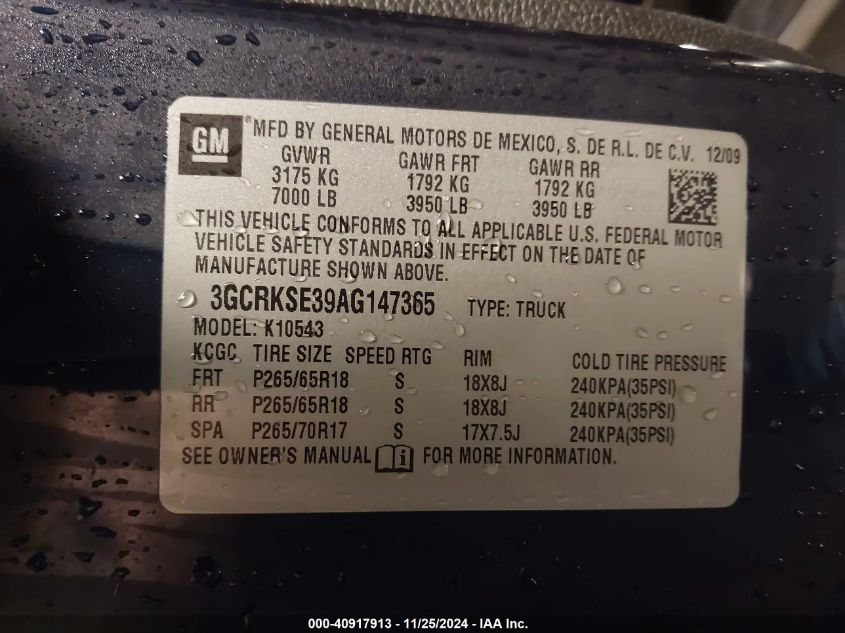 GM ® MFD BY GENERAL MOTORS DE MEXICO, S. DE R.L. DE C.V. 12/09
GVWR GAWR FRT GAWR RR
3175 KG 1792 KG 1792 KG
7000 LB 3950 LB 3950 LB
THIS VEHICLE CONFORMS TO ALL APPLICABLE U.S. FEDERAL MOTOR
VEHICLE SAFETY STANDARDS IN EFFECT ON THE DATE OF
MANUFACTURE SHOWN ABOVE.
3GCRKSE39AG147365 TYPE: TRUCK
MODEL: K10543
KCGC TIRE SIZE SPEED RTG RIM COLD TIRE PRESSURE
FRT P265/65R18 S 18X8J 240KPA(35PSI)
RR P265/65R18 S 18X8J 240KPA(35PSI)
SPA P265/70R17 S 17X7.5J 240KPA(35PSI)
SEE OWNER'S MANUAL i FOR MORE INFORMATION.
000-40917913 - 11/25/2024 - IAA Inc.